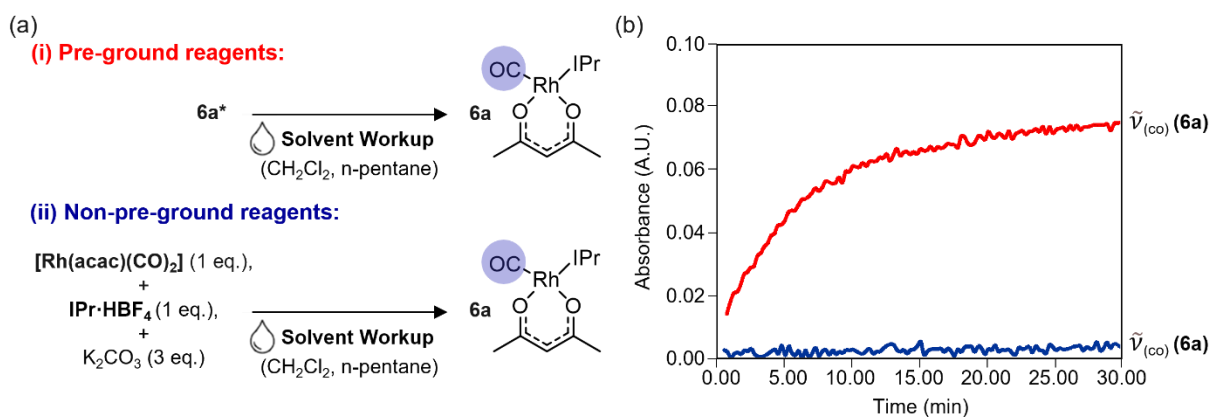 (a)
(i) Pre-ground reagents:
6a*
Solvent Workup
(CH₂Cl₂, n-pentane)
6a
OC
Rh
IPr
O
O
(ii) Non-pre-ground reagents:
[Rh(acac)(CO)₂] (1 eq.),
+
IPr·HBF₄ (1 eq.),
+
K₂CO₃ (3 eq.)
Solvent Workup
(CH₂Cl₂, n-pentane)
6a
OC
Rh
IPr
O
O
(b)
Absorbance (A.U.)
0.10
0.08
0.06
0.04
0.02
0.00
0.00 5.00 10.00 15.00 20.00 25.00 30.00
Time (min)
ṽ(co) (6a)
ṽ(co) (6a)